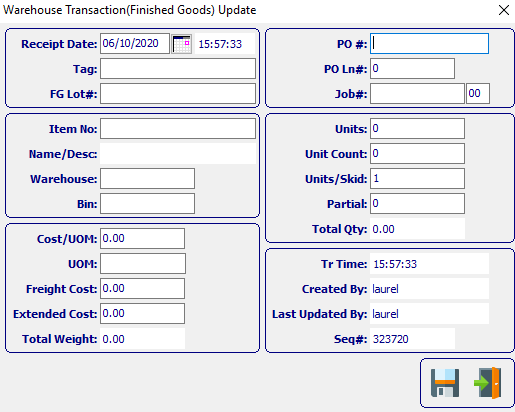 Warehouse Transaction(Finished Goods) Update
Receipt Date: 06/10/2020 15:57:33
Tag:
FG Lot#:
PO #:
PO Ln#: 0
Job#: 00
Item No:
Name/Desc:
Warehouse:
Bin:
Units: 0
Unit Count: 0
Units/Skid: 1
Partial: 0
Total Qty: 0.00
Cost/UOM: 0.00
UOM:
Freight Cost: 0.00
Extended Cost: 0.00
Total Weight: 0.00
Tr Time: 15:57:33
Created By: laurel
Last Updated By: laurel
Seq#: 323720